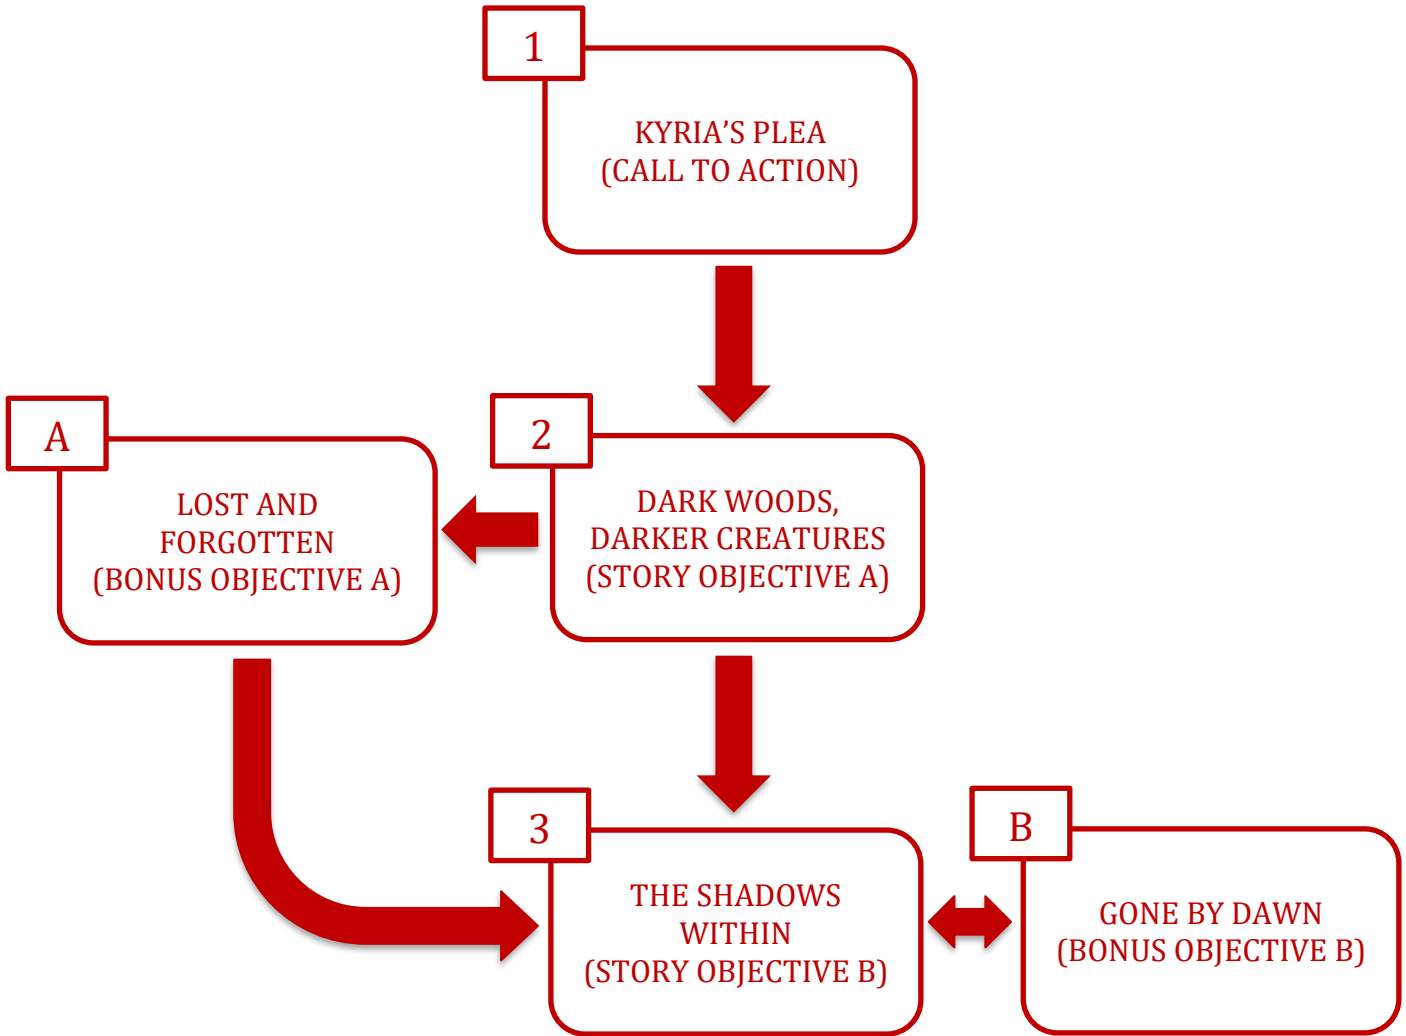 1
KYRIA’S PLEA
(CALL TO ACTION)
A
LOST AND
FORGOTTEN
(BONUS OBJECTIVE A)
2
DARK WOODS,
DARKER CREATURES
(STORY OBJECTIVE A)
3
THE SHADOWS
WITHIN
(STORY OBJECTIVE B)
B
GONE BY DAWN
(BONUS OBJECTIVE B)